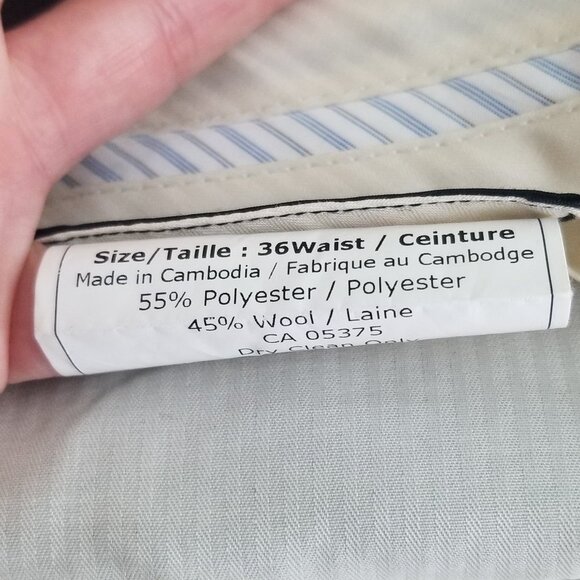 Size/Taille : 36Waist / Ceinture
Made in Cambodia / Fabrique au Cambodge
55% Polyester / Polyester
45% Wool / Laine
CA 05375
Dry Clean Only